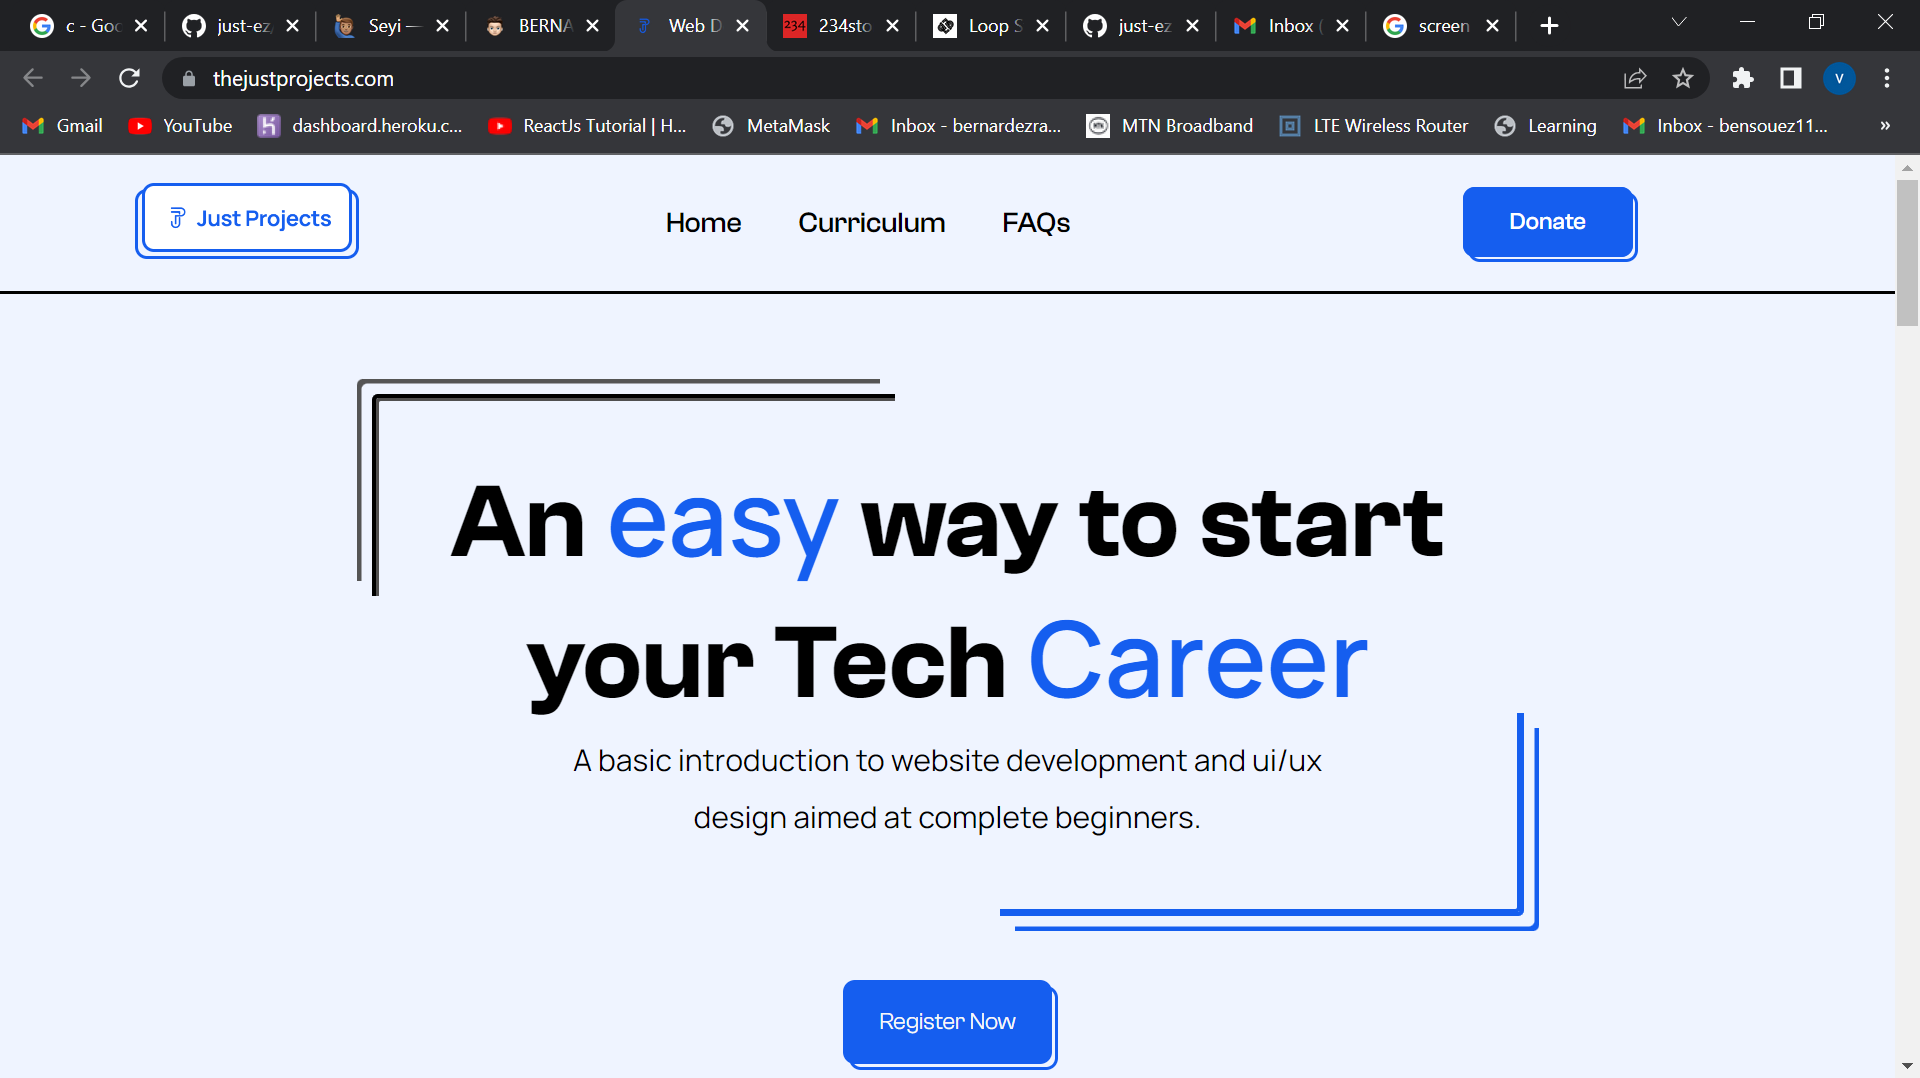 c - Goo
just-ez
Seyi —
BERNA
Web D
234
234sto
Loop S
just-ez
Inbox (
screen
thejustprojects.com
V
Gmail
YouTube
dashboard.heroku.c...
ReactJs Tutorial | H...
MetaMask
Inbox - bernardezra...
MTN Broadband
LTE Wireless Router
Learning
Inbox - bensouez11...
»
Just Projects
Home
Curriculum
FAQs
Donate
An easy way to start
your Tech Career
A basic introduction to website development and ui/ux
design aimed at complete beginners.
Register Now